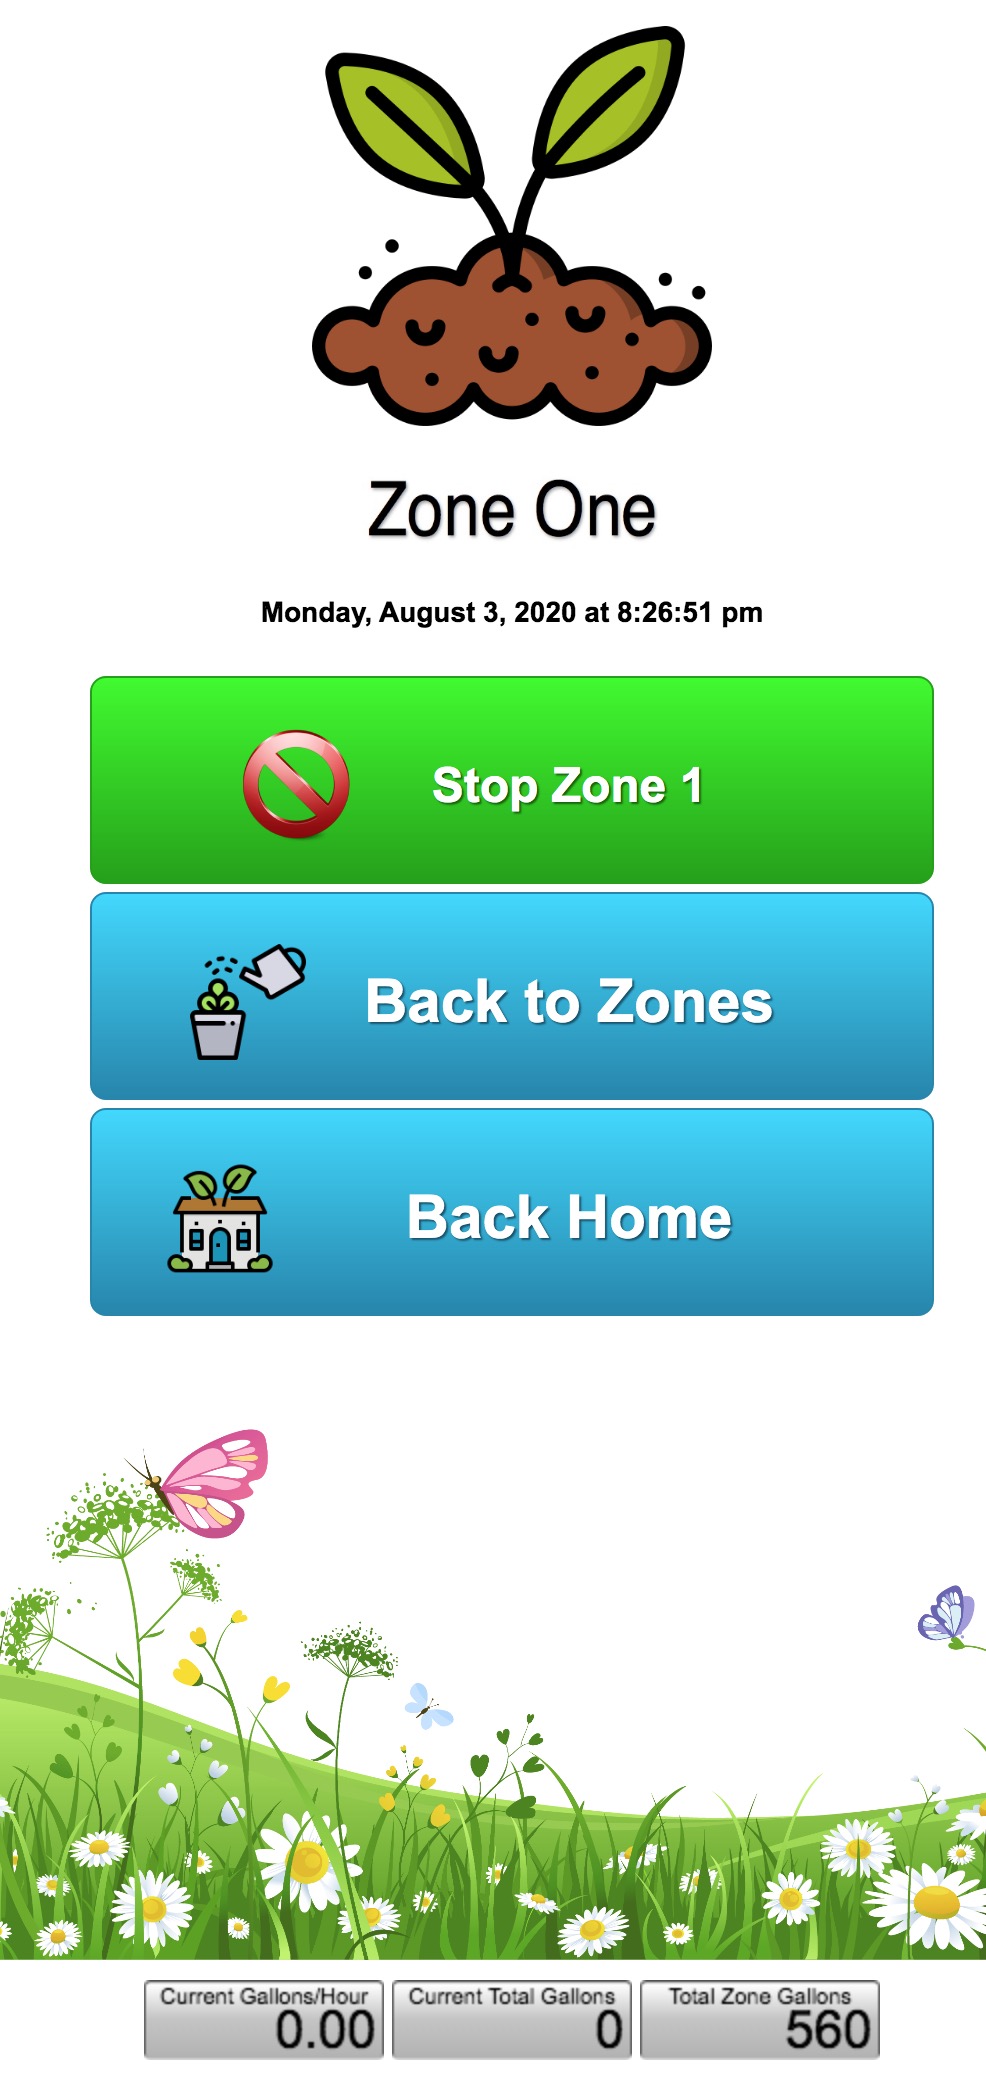 Zone One
Monday, August 3, 2020 at 8:26:51 pm
Stop Zone 1
Back to Zones
Back Home
Current Gallons/Hour
0.00
Current Total Gallons
0
Total Zone Gallons
560